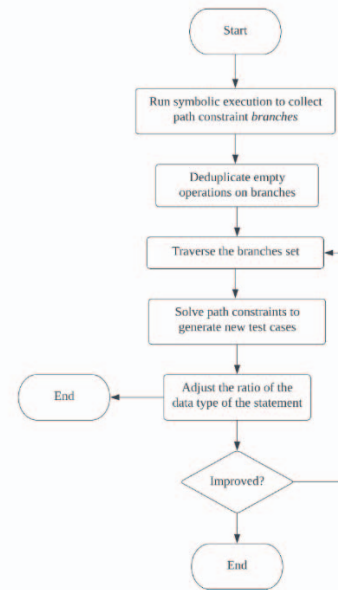 Start
Run symbolic execution to collect
path constraint branches
Deduplicate empty
operations on branches
Traverse the branches set
Solve path constraints to
generate new test cases
End
Adjust the ratio of the
data type of the statement
Improved?
End